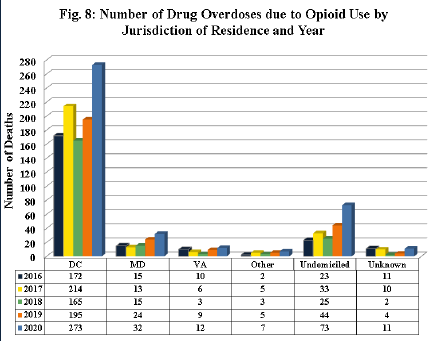 Fig. 8: Number of Drug Overdoses due to Opioid Use by
Jurisdiction of Residence and Year
Number of Deaths
280
260
240
220
200
180
160
140
120
100
80
60
40
20
0
DC MD VA Other Undomiciled Unknown
2016 172 15 10 2 23 11
2017 214 13 6 5 33 10
2018 165 15 3 3 25 2
2019 195 24 9 5 44 4
2020 273 32 12 7 73 11